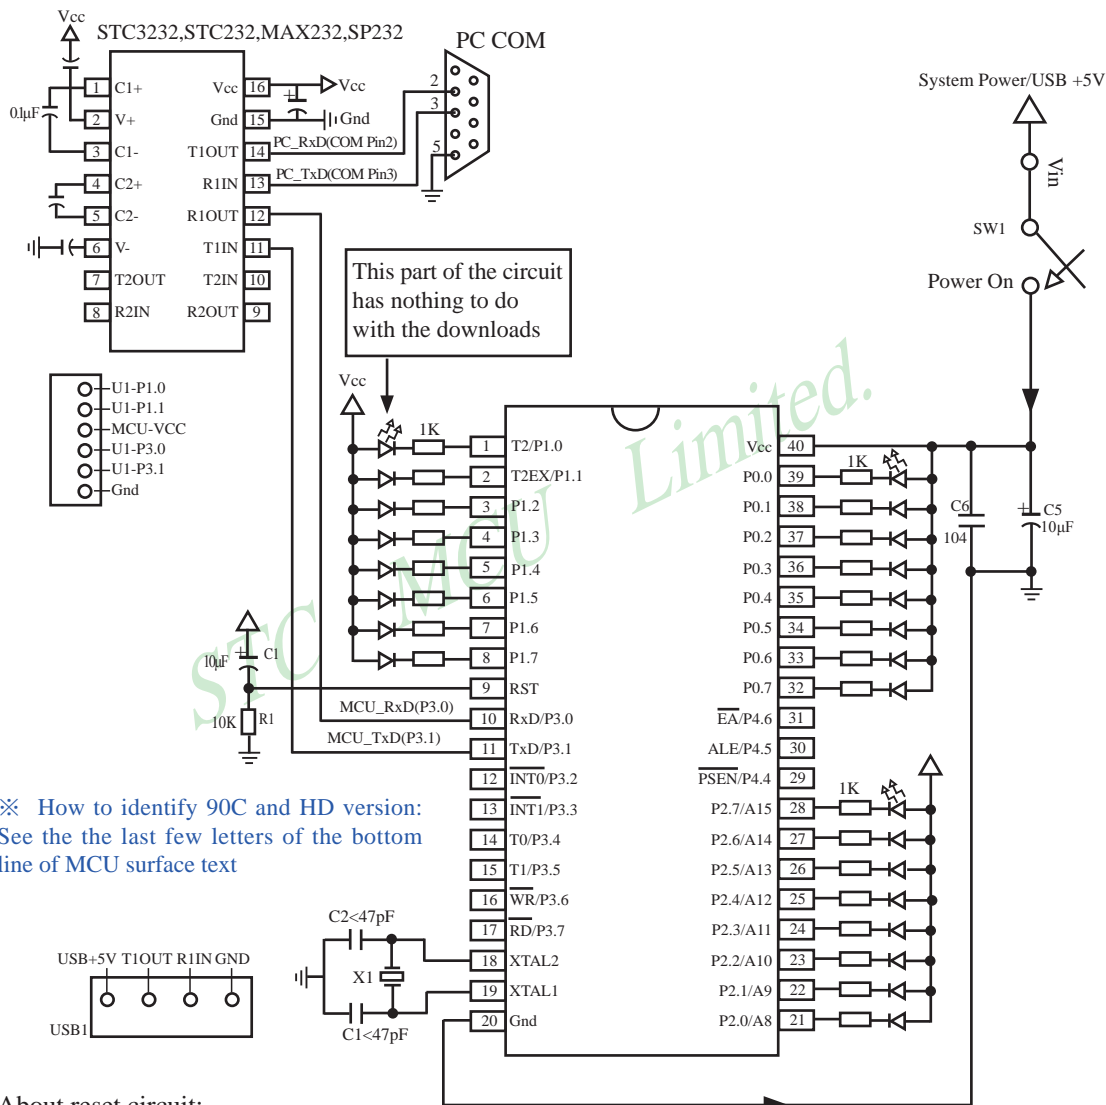 Vcc
STC3232,STC232,MAX232,SP232
PC COM
System Power/USB +5V
1 C1+ Vcc 16 Vcc
0.1μF
2 V+ Gnd 15 Gnd
3 C1- T1OUT 14 PC_RxD(COM Pin2)
4 C2+ R1IN 13 PC_TxD(COM Pin3)
5 C2- R1OUT 12
6 V- T1IN 11
7 T2OUT T2IN 10
8 R2IN R2OUT 9
2
3
5
Vin
SW1
Power On
This part of the circuit
has nothing to do
with the downloads
U1-P1.0
U1-P1.1
MCU-VCC
U1-P3.0
U1-P3.1
Gnd
Vcc
1K
1 T2/P1.0 Vcc 40
2 T2EX/P1.1 P0.0 39 1K
3 P1.2 P0.1 38
4 P1.3 P0.2 37
5 P1.4 P0.3 36
6 P1.5 P0.4 35
7 P1.6 P0.5 34
8 P1.7 P0.6 33
9 RST P0.7 32
10 RxD/P3.0 EA/P4.6 31
11 TxD/P3.1 ALE/P4.5 30
12 INT0/P3.2 PSEN/P4.4 29
13 INT1/P3.3 P2.7/A15 28 1K
14 T0/P3.4 P2.6/A14 27
15 T1/P3.5 P2.5/A13 26
16 WR/P3.6 P2.4/A12 25
17 RD/P3.7 P2.3/A11 24
18 XTAL2 P2.2/A10 23
19 XTAL1 P2.1/A9 22
20 Gnd P2.0/A8 21
C6
104
C5
10μF
10μF C1
10K R1
MCU_RxD(P3.0)
MCU_TxD(P3.1)
STC MCU Limited.
※ How to identify 90C and HD version:
See the the last few letters of the bottom
line of MCU surface text
C2<47pF
X1
C1<47pF
USB+5V T1OUT R1IN GND
USB1
About reset circuit: